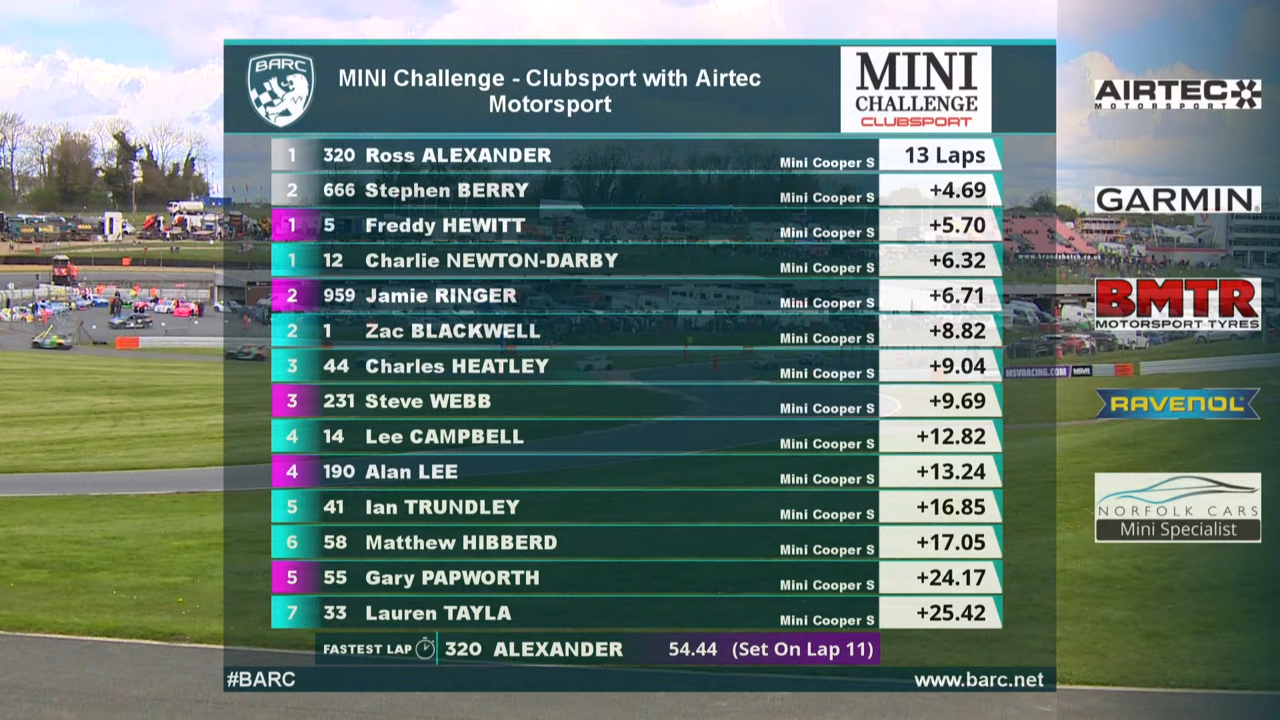 BARC
MINI Challenge - Clubsport with Airtec
Motorsport
MINI
CHALLENGE
CLUBSPORT
1 320 Ross ALEXANDER Mini Cooper S 13 Laps
2 666 Stephen BERRY Mini Cooper S +4.69
1 5 Freddy HEWITT Mini Cooper S +5.70
1 12 Charlie NEWTON-DARBY Mini Cooper S +6.32
2 959 Jamie RINGER Mini Cooper S +6.71
2 1 Zac BLACKWELL Mini Cooper S +8.82
3 44 Charles HEATLEY Mini Cooper S +9.04
3 231 Steve WEBB Mini Cooper S +9.69
4 14 Lee CAMPBELL Mini Cooper S +12.82
4 190 Alan LEE Mini Cooper S +13.24
5 41 Ian TRUNDLEY Mini Cooper S +16.85
6 58 Matthew HIBBERD Mini Cooper S +17.05
5 55 Gary PAPWORTH Mini Cooper S +24.17
7 33 Lauren TAYLA Mini Cooper S +25.42
FASTEST LAP 320 ALEXANDER 54.44 (Set On Lap 11)
#BARC www.barc.net
AIRTEC
MOTORSPORT
GARMIN
BMTR
MOTORSPORT TYRES
MSVRACING.COM MSVR
RAVENOL
NORFOLK CARS
Mini Specialist